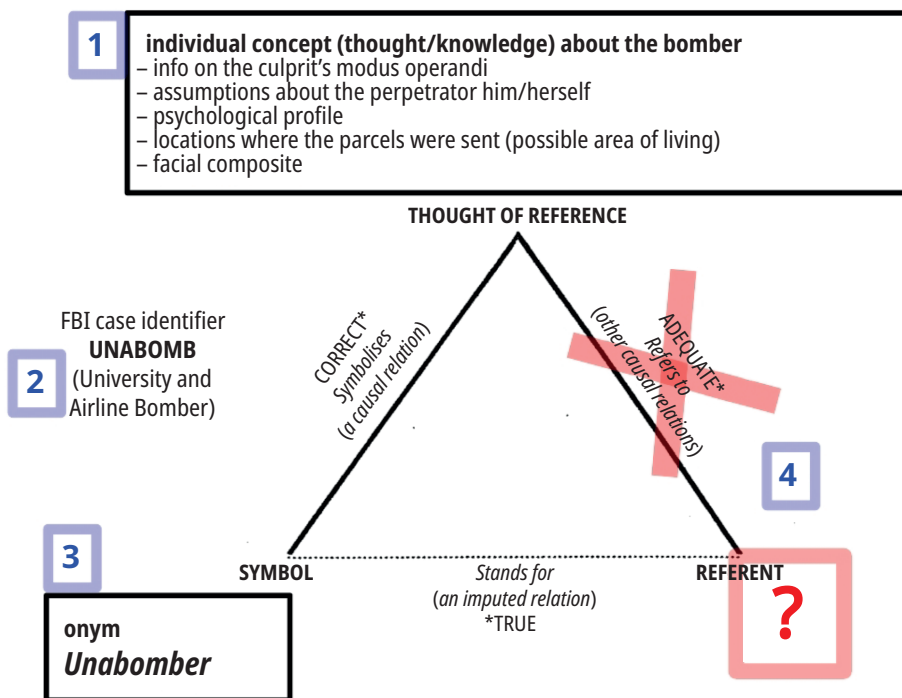 1
individual concept (thought/knowledge) about the bomber
– info on the culprit's modus operandi
– assumptions about the perpetrator him/herself
– psychological profile
– locations where the parcels were sent (possible area of living)
– facial composite
THOUGHT OF REFERENCE
FBI case identifier
UNABOMB
(University and
Airline Bomber)
2
CORRECT*
Symbolises
(a causal relation)
ADEQUATE*
Refers to
(other causal relations)
4
3
SYMBOL
Stands for
(an imputed relation)
*TRUE
REFERENT
?
onym
Unabomber